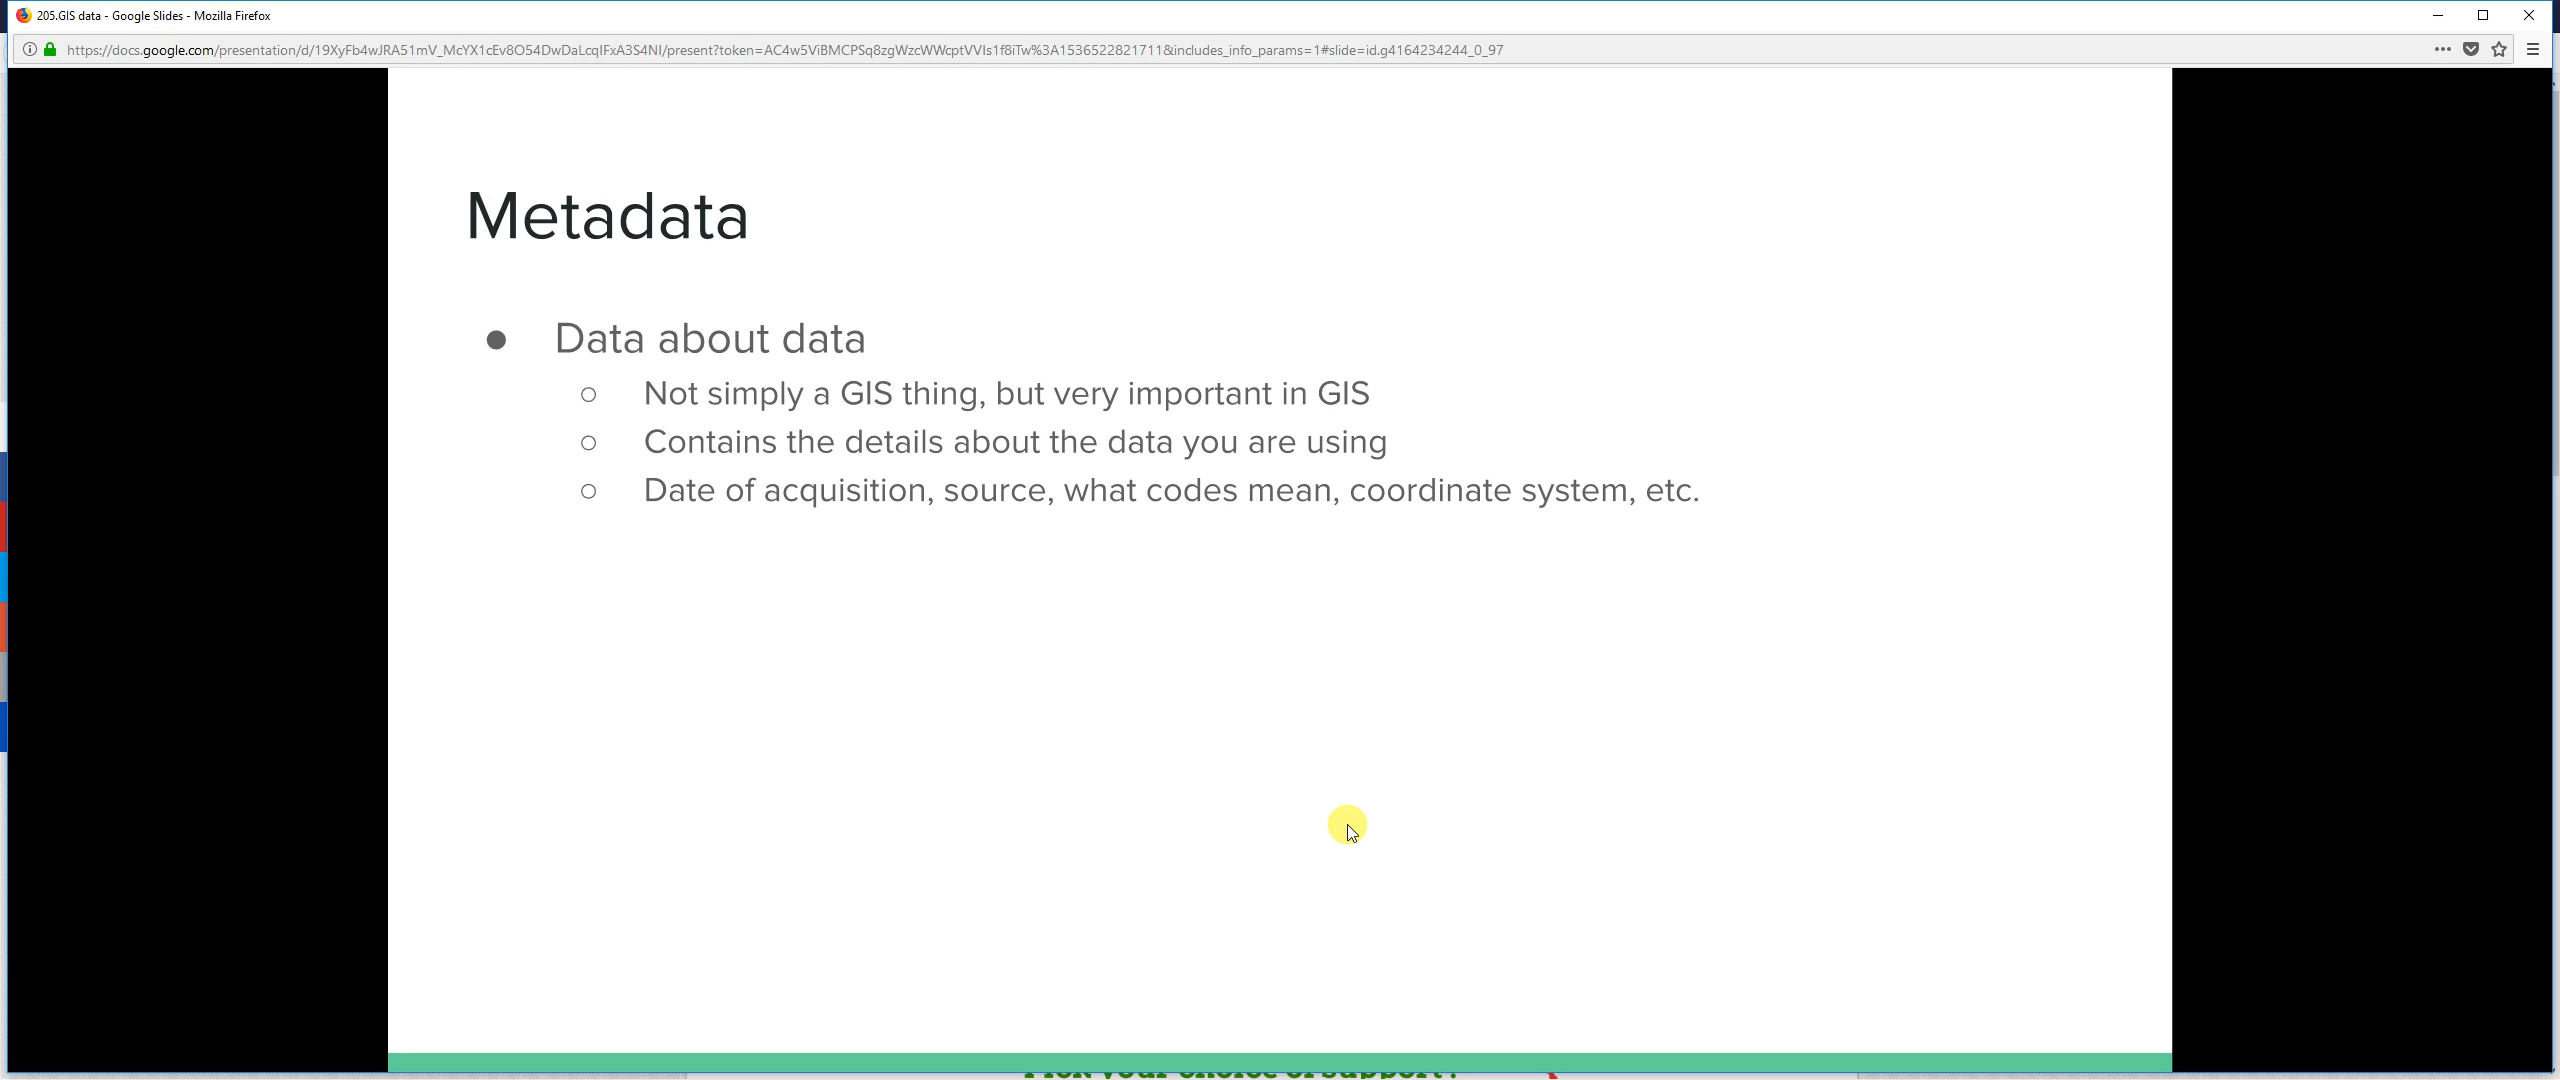 205.GIS data - Google Slides - Mozilla Firefox
https://docs.google.com/presentation/d/19XyFb4wJRA51mV_McYX1cEv8O54DwDaLcqIFxA3S4NI/present?token=AC4w5ViBMCPSq8zgWzcWWcptVVIs1f8iTw%3A1536522821711&includes_info_params=1#slide=id.g4164234244_0_97
Metadata
● Data about data
○ Not simply a GIS thing, but very important in GIS
○ Contains the details about the data you are using
○ Date of acquisition, source, what codes mean, coordinate system, etc.